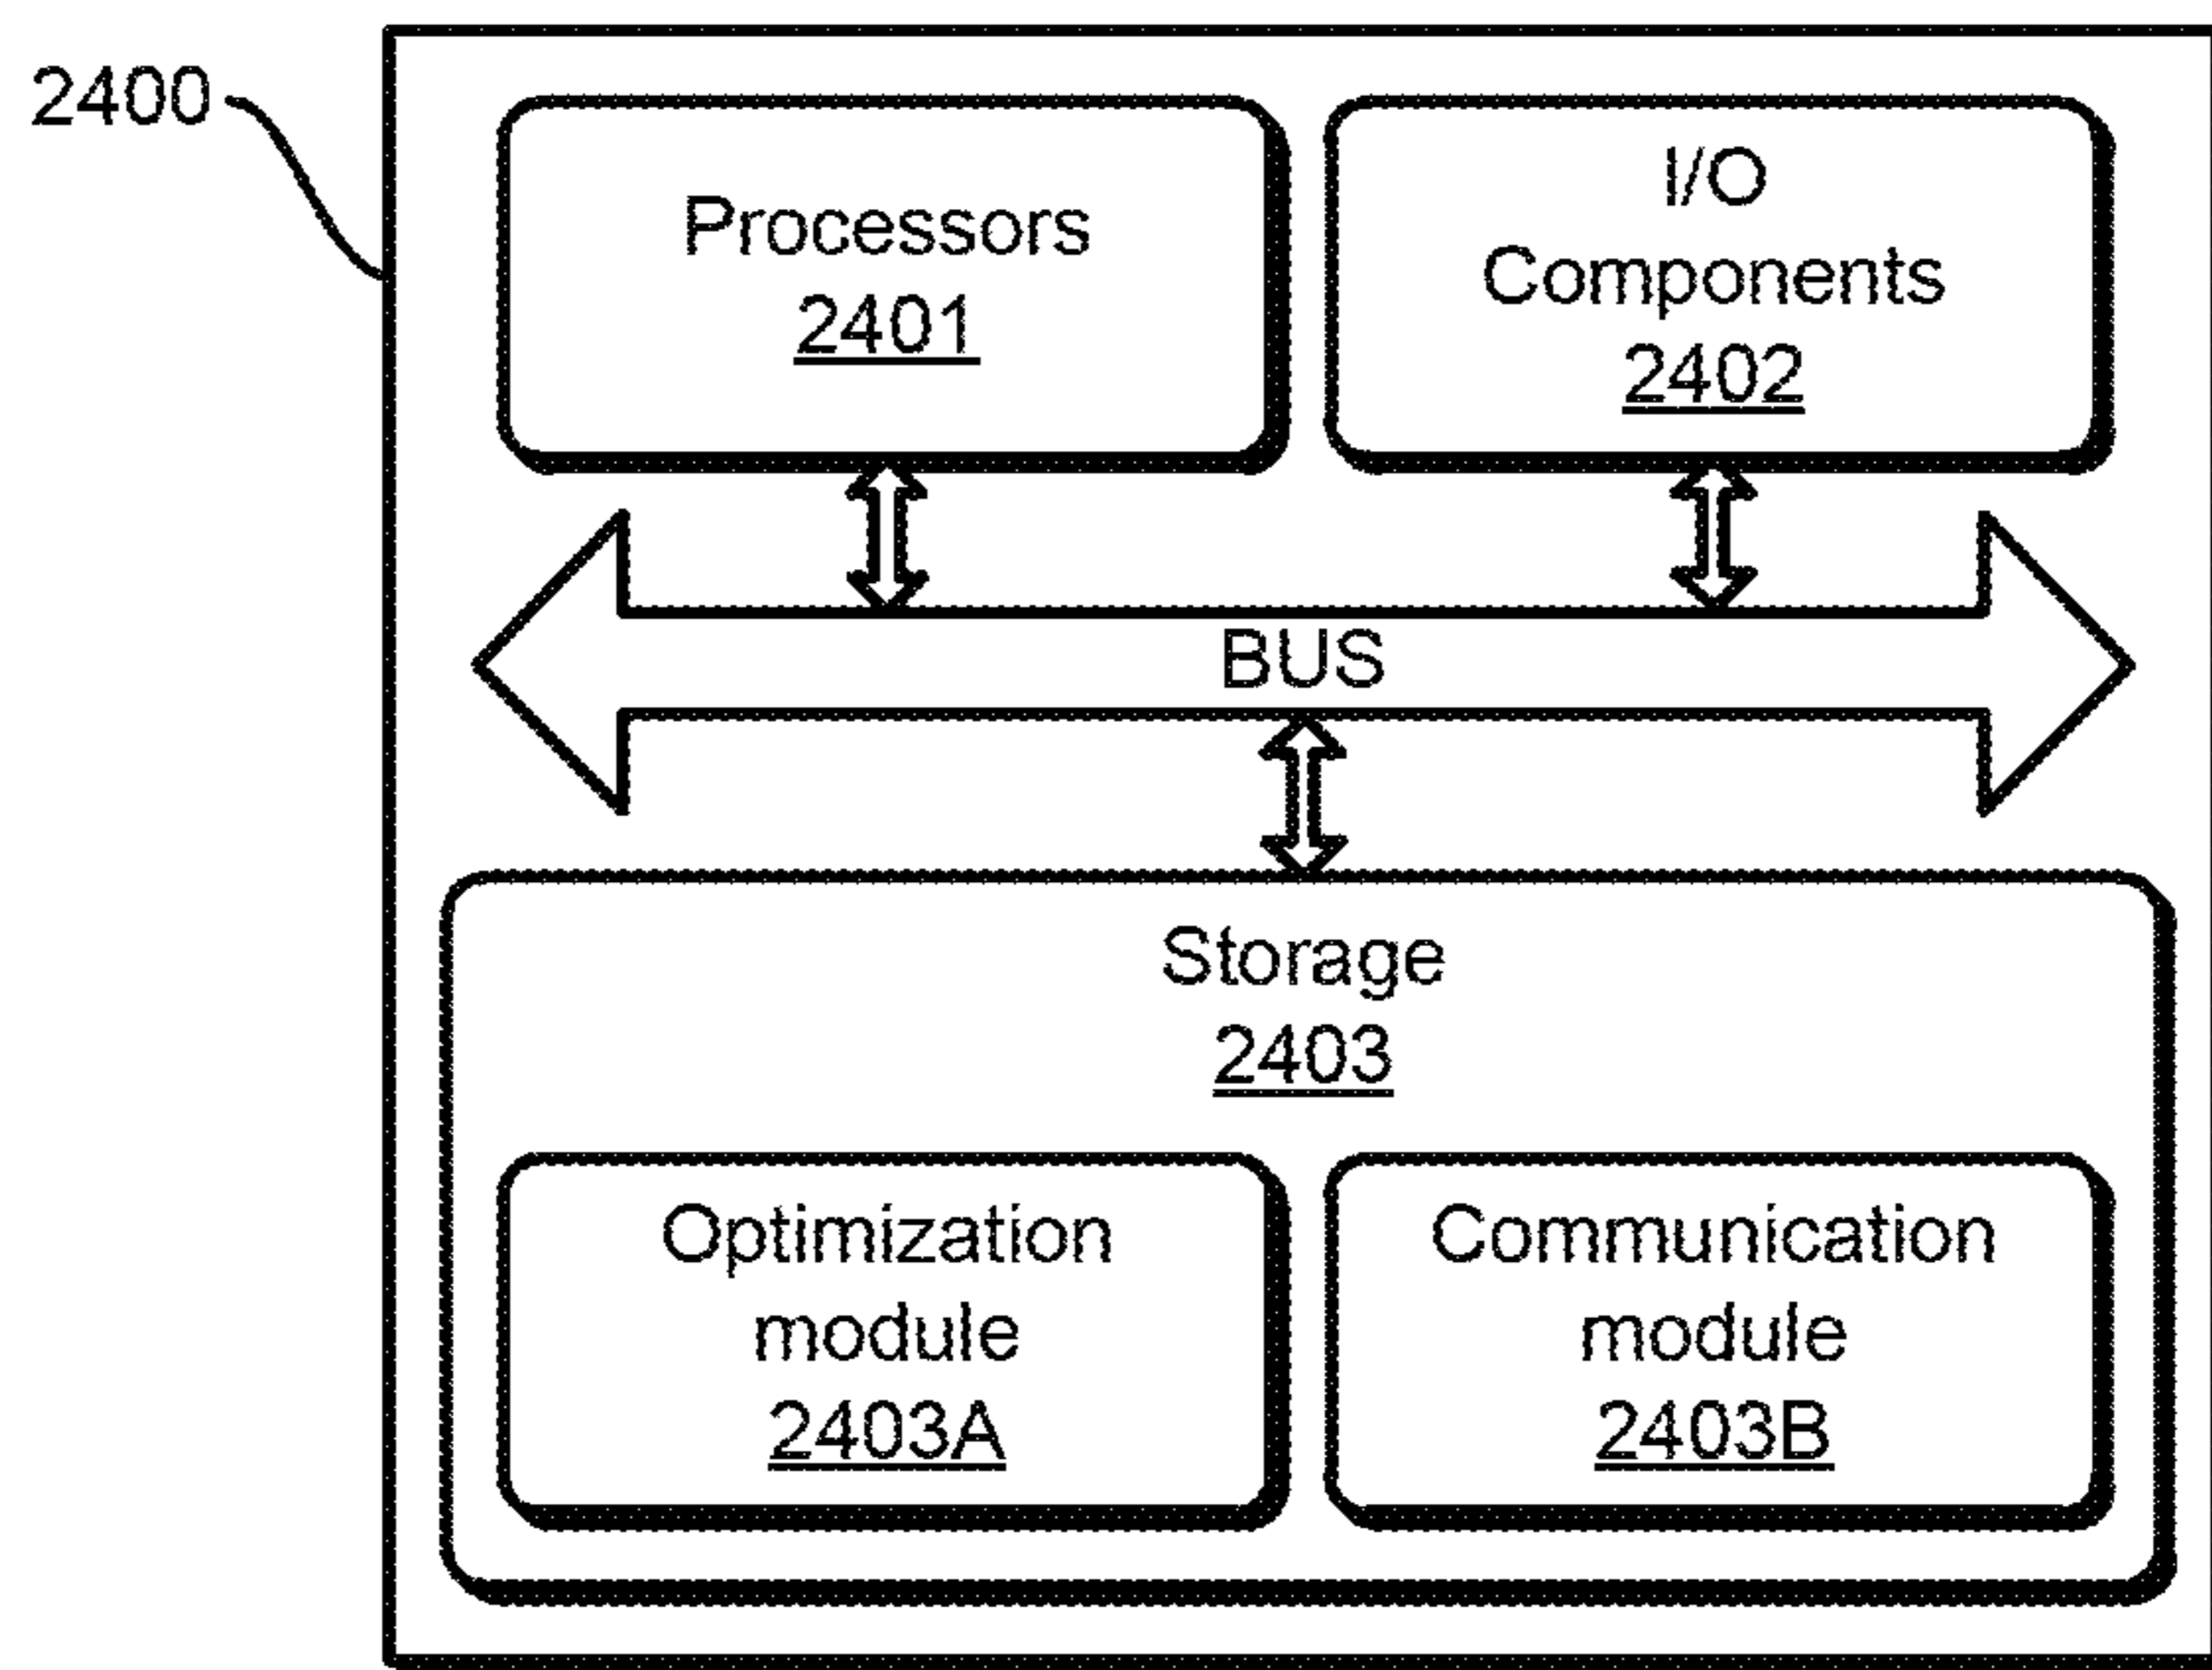 2400
Processors
2401
I/O
Components
2402
BUS
Storage
2403
Optimization
module
2403A
Communication
module
2403B